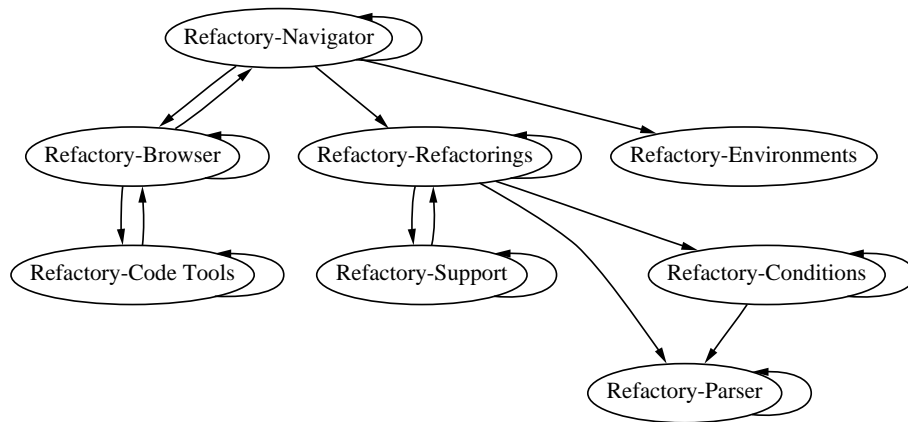 Refactory-Navigator
Refactory-Browser
Refactory-Refactorings
Refactory-Environments
Refactory-Code Tools
Refactory-Support
Refactory-Conditions
Refactory-Parser